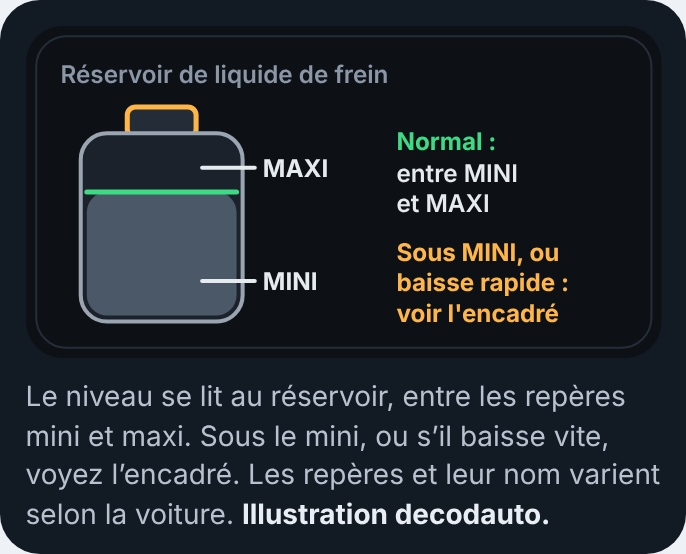 Réservoir de liquide de frein
MAXI
MINI
Normal :
entre MINI
et MAXI
Sous MINI, ou
baisse rapide :
voir l'encadré
Le niveau se lit au réservoir, entre les repères
mini et maxi. Sous le mini, ou s’il baisse vite,
voyez l’encadré. Les repères et leur nom varient
selon la voiture. Illustration decodauto.